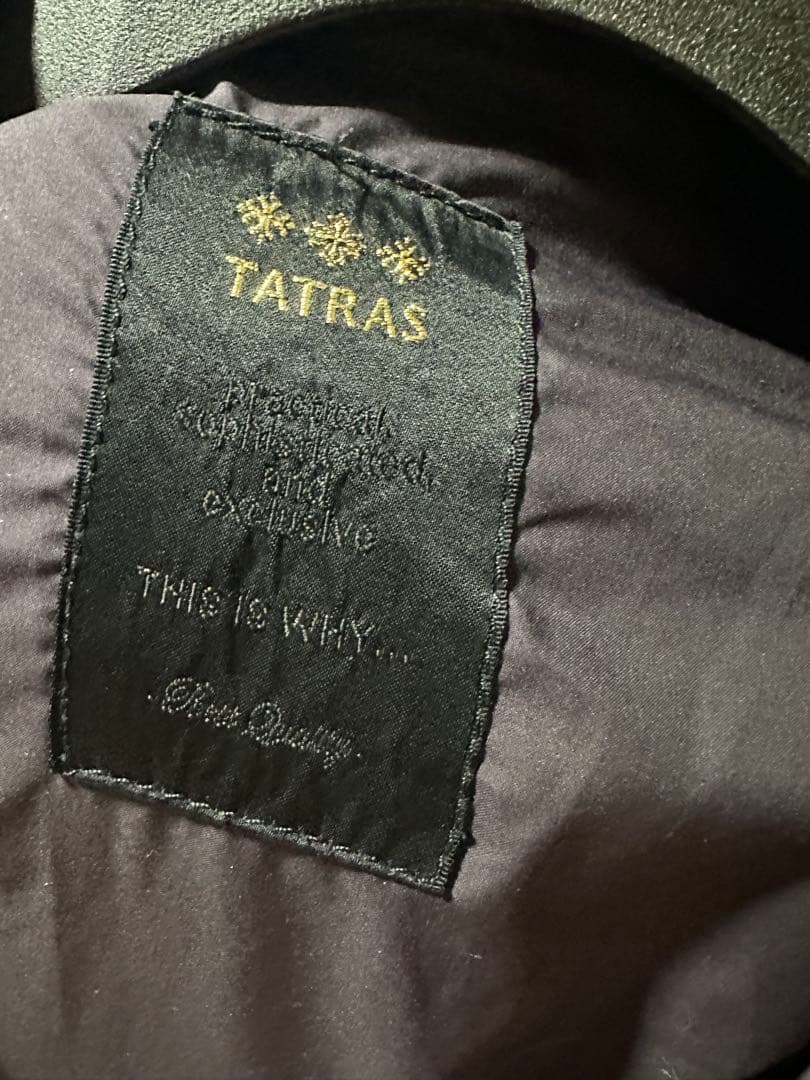 TATRAS
practical,
sophisticated,
and
exclusive
THIS IS WHY...
.Best Quality.